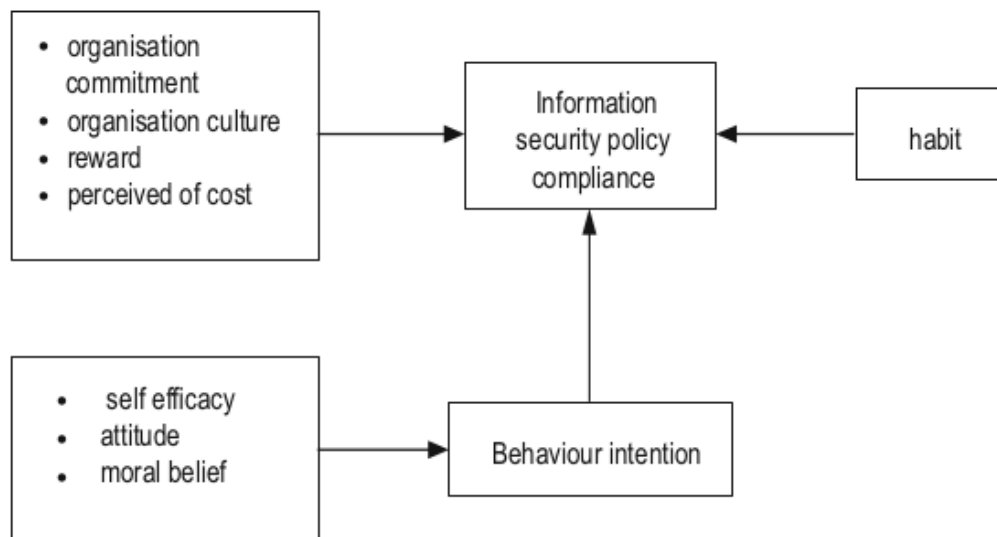 • organisation
commitment
• organisation culture
• reward
• perceived of cost
Information
security policy
compliance
habit
• self efficacy
• attitude
• moral belief
Behaviour intention